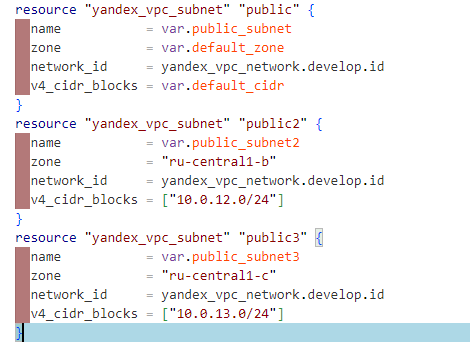 resource "yandex_vpc_subnet" "public" {
  name           = var.public_subnet
  zone           = var.default_zone
  network_id     = yandex_vpc_network.develop.id
  v4_cidr_blocks = var.default_cidr
}
resource "yandex_vpc_subnet" "public2" {
  name           = var.public_subnet2
  zone           = "ru-central1-b"
  network_id     = yandex_vpc_network.develop.id
  v4_cidr_blocks = ["10.0.12.0/24"]
}
resource "yandex_vpc_subnet" "public3" {
  name           = var.public_subnet3
  zone           = "ru-central1-c"
  network_id     = yandex_vpc_network.develop.id
  v4_cidr_blocks = ["10.0.13.0/24"]
}